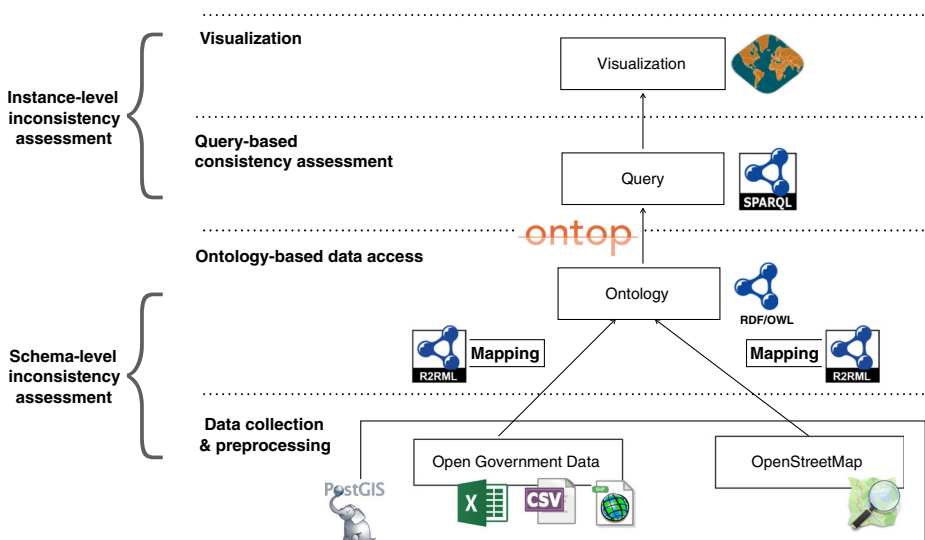 Visualization
Visualization
Instance-level
inconsistency
assessment
Query-based
consistency assessment
Query
SPARQL
ontop
Ontology-based data access
Ontology
RDF/OWL
Mapping
R2RML
Mapping
R2RML
Schema-level
inconsistency
assessment
Data collection
& preprocessing
Open Government Data
OpenStreetMap
PostGIS
X
CSV